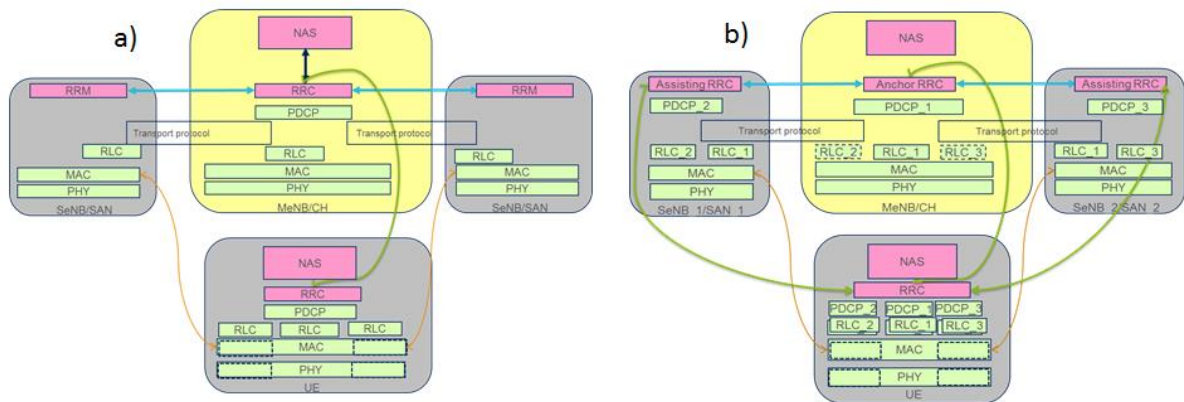 a)
NAS
RRM
RRC
RRM
PDCP
Transport protocol
Transport protocol
RLC
RLC
RLC
MAC
MAC
MAC
PHY
PHY
PHY
SeNB/SAN
MeNB/CH
SeNB/SAN
NAS
RRC
PDCP
RLC
RLC
RLC
MAC
PHY
UE
b)
NAS
Assisting RRC
Anchor RRC
Assisting RRC
PDCP_2
PDCP_1
PDCP_3
Transport protocol
Transport protocol
RLC_2
RLC_1
RLC_2
RLC_1
RLC_3
RLC_1
RLC_3
MAC
MAC
MAC
PHY
PHY
PHY
SeNB_1/SAN_1
MeNB/CH
SeNB_2/SAN_2
NAS
RRC
PDCP_2
PDCP_1
PDCP_3
RLC_2
RLC_1
RLC_3
MAC
PHY
UE